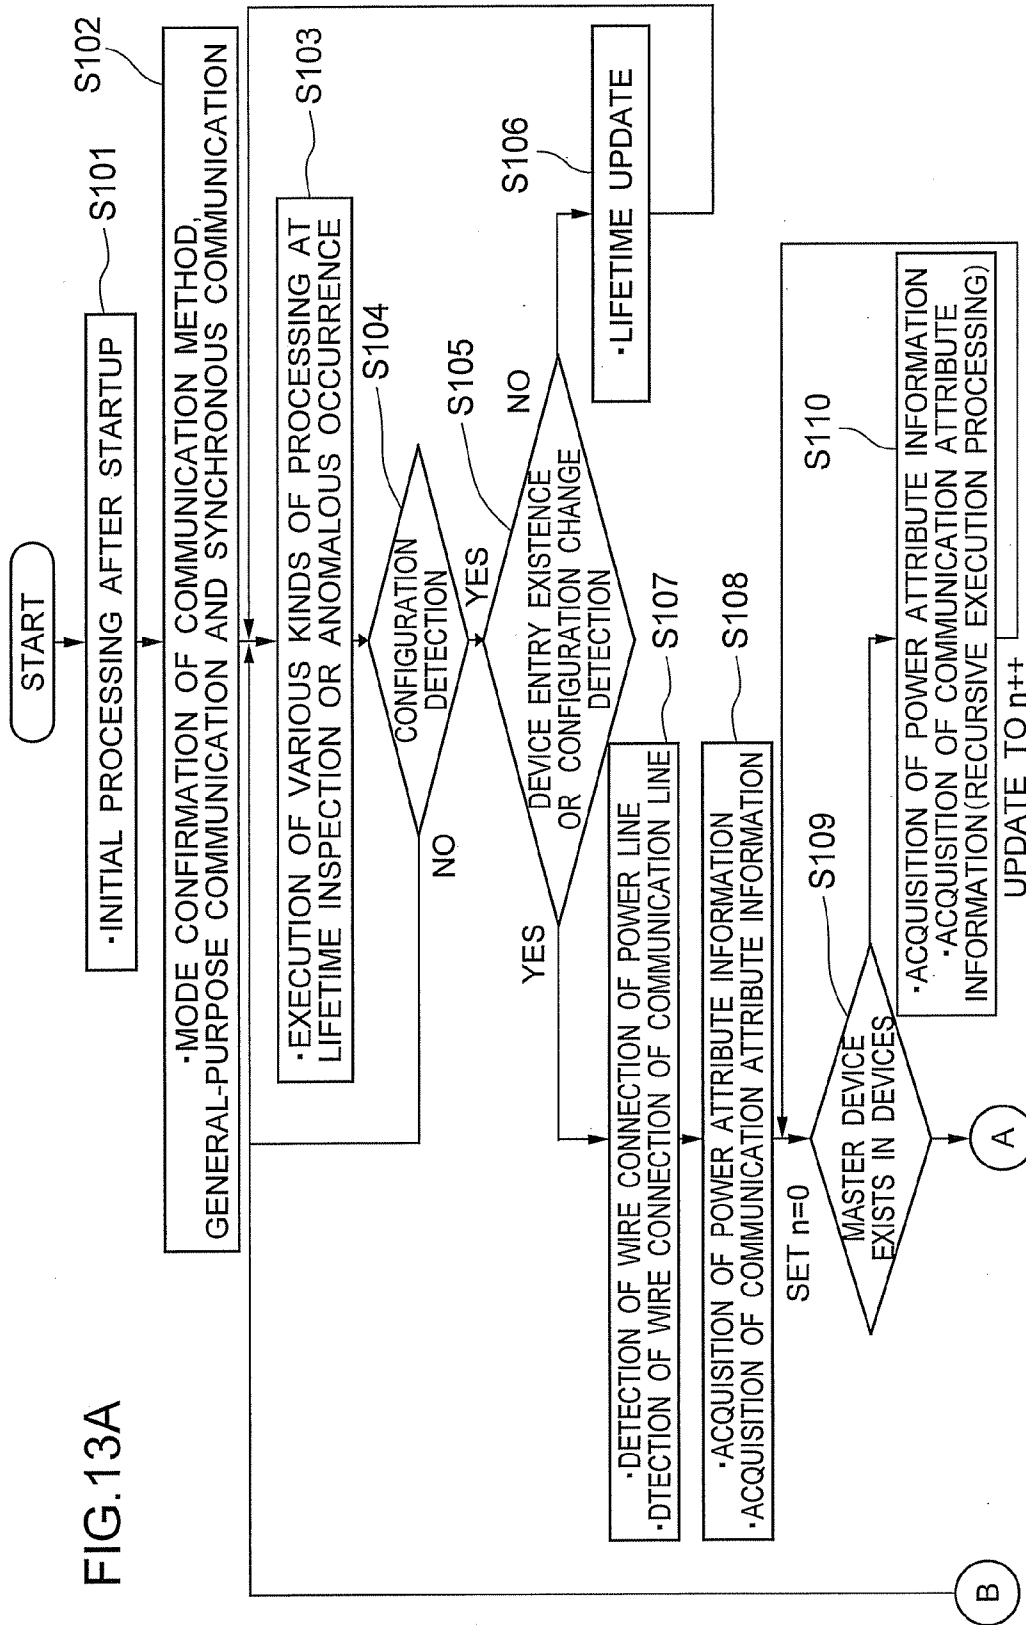 FIG.13A
START
·INITIAL PROCESSING AFTER STARTUP
S101
·MODE CONFIRMATION OF COMMUNICATION METHOD,
GENERAL-PURPOSE COMMUNICATION AND SYNCHRONOUS COMMUNICATION
S102
·EXECUTION OF VARIOUS KINDS OF PROCESSING AT
LIFETIME INSPECTION OR ANOMALOUS OCCURRENCE
S103
CONFIGURATION
DETECTION
S104
NO
YES
DEVICE ENTRY EXISTENCE
OR CONFIGURATION CHANGE
DETECTION
S105
YES
NO
·LIFETIME UPDATE
S106
·DETECTION OF WIRE CONNECTION OF POWER LINE
·DTECTION OF WIRE CONNECTION OF COMMUNICATION LINE
S107
·ACQUISITION OF POWER ATTRIBUTE INFORMATION
·ACQUISITION OF COMMUNICATION ATTRIBUTE INFORMATION
S108
SET n=0
MASTER DEVICE
EXISTS IN DEVICES
S109
·ACQUISITION OF POWER ATTRIBUTE INFORMATION
·ACQUISITION OF COMMUNICATION ATTRIBUTE
INFORMATION(RECURSIVE EXECUTION PROCESSING)
S110
UPDATE TO n++
A
B